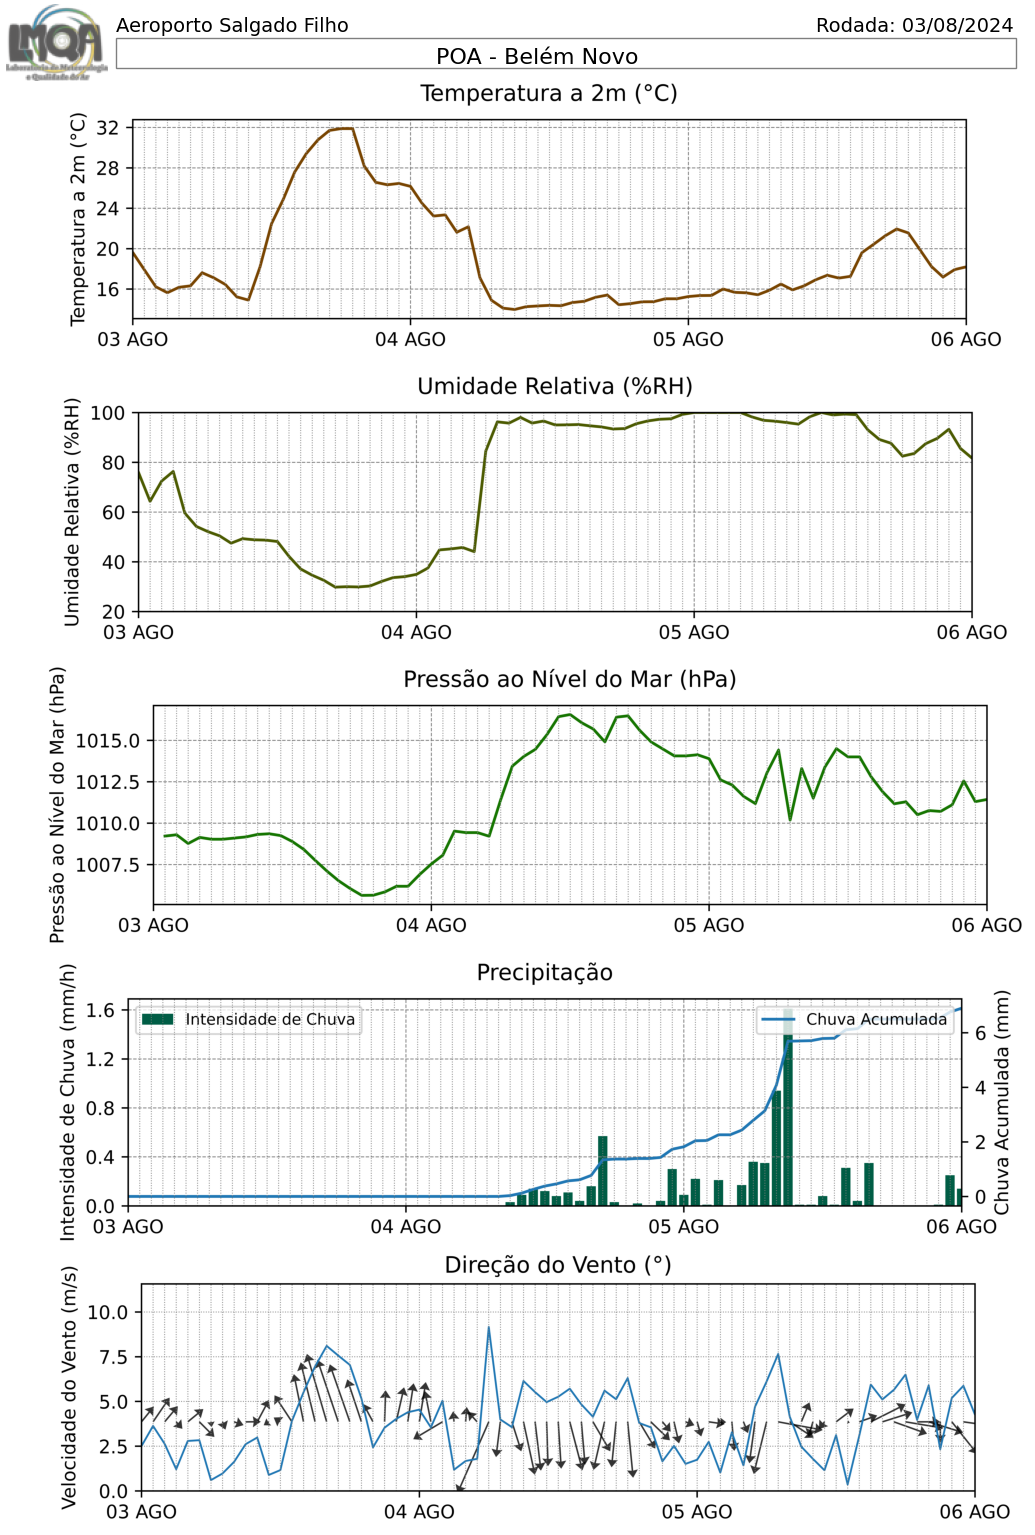 LMQA
Laboratório de Meteorologia
e Qualidade do Ar
Aeroporto Salgado Filho
Rodada: 03/08/2024
POA - Belém Novo
Temperatura a 2m (°C)
Temperatura a 2m (°C)
32
28
24
20
16
03 AGO 04 AGO 05 AGO 06 AGO
Umidade Relativa (%RH)
Umidade Relativa (%RH)
100
80
60
40
20
03 AGO 04 AGO 05 AGO 06 AGO
Pressão ao Nível do Mar (hPa)
Pressão ao Nível do Mar (hPa)
1015.0
1012.5
1010.0
1007.5
03 AGO 04 AGO 05 AGO 06 AGO
Precipitação
Intensidade de Chuva (mm/h)
1.6
1.2
0.8
0.4
0.0
Intensidade de Chuva
Chuva Acumulada
6
4
2
0
Chuva Acumulada (mm)
03 AGO 04 AGO 05 AGO 06 AGO
Direção do Vento (°)
Velocidade do Vento (m/s)
10.0
7.5
5.0
2.5
0.0
03 AGO 04 AGO 05 AGO 06 AGO